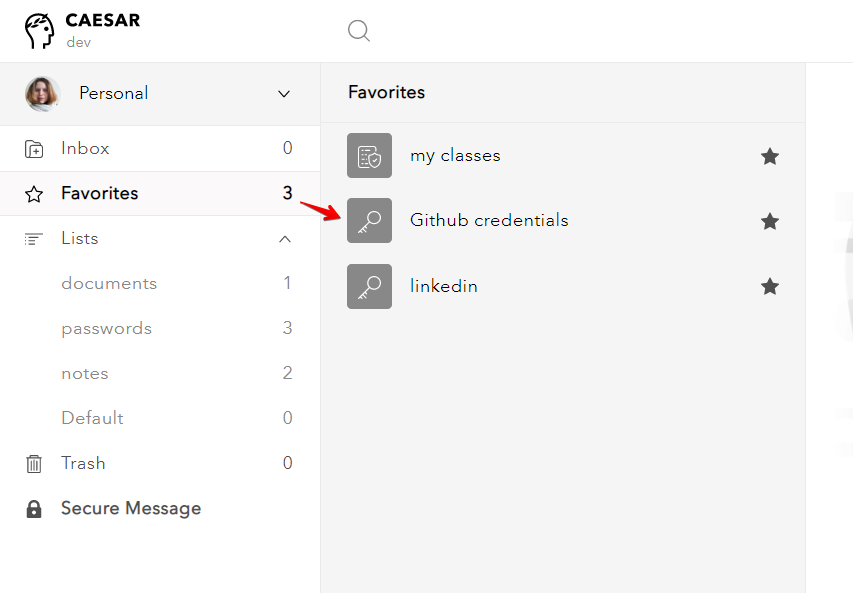 CAESAR
dev
Personal
Inbox 0
Favorites 3
Lists
documents 1
passwords 3
notes 2
Default 0
Trash 0
Secure Message
Favorites
my classes
Github credentials
linkedin